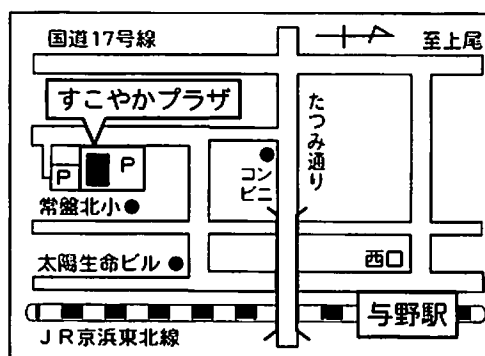 国道17号線
至上尾
すこやかプラザ
たつみ通り
P
P
コン
ビニ
常盤北小
太陽生命ビル
西口
与野駅
JR京浜東北線